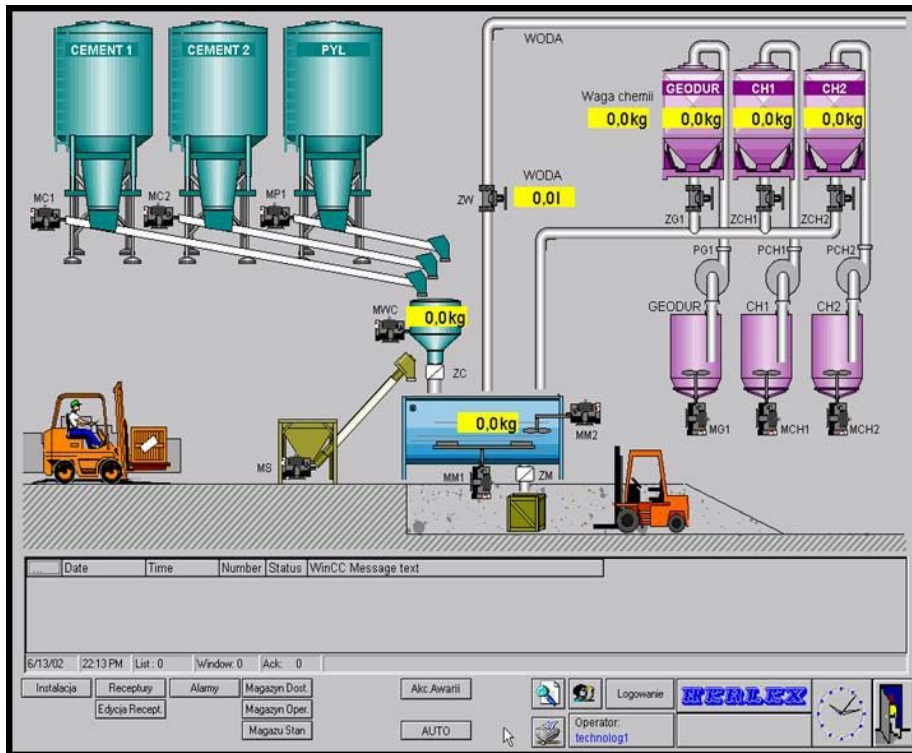 CEMENT 1 CEMENT 2 PYL
WODA
GEODUR CH1 CH2
Waga chemii
0,0kg 0,0kg 0,0kg 0,0kg
MC1 MC2 MP1
WODA
ZW 0,0l
ZG1 ZCH1 ZCH2
PG1 PCH1 PCH2
MWC 0,0kg
GEODUR CH1 CH2
ZC
0,0kg
MM2
MG1 MCH1 MCH2
MS
MM1 ZM
... Date Time Number Status WinCC Message text
6/13/02 22:13 PM List : 0 Window: 0 Ack: 0
Instalacja Receptury Alarmy Magazyn Dost. Akc.Awarii Logowanie HERLEX
Edycja Recept. Magazyn Oper.
Magazu Stan AUTO
Operator:
technolog1